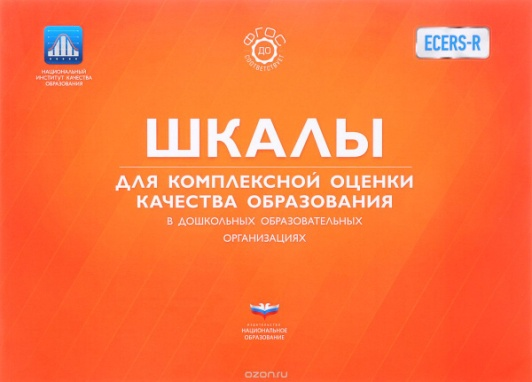 НАЦИОНАЛЬНЫЙ
ИНСТИТУТ КАЧЕСТВА
ОБРАЗОВАНИЯ
ФГОС
ДО
СООТВЕТСТВУЕТ
ECERS-R
ШКАЛЫ
ДЛЯ КОМПЛЕКСНОЙ ОЦЕНКИ
КАЧЕСТВА ОБРАЗОВАНИЯ
В ДОШКОЛЬНЫХ ОБРАЗОВАТЕЛЬНЫХ
ОРГАНИЗАЦИЯХ
ИЗДАТЕЛЬСТВО
НАЦИОНАЛЬНОЕ
ОБРАЗОВАНИЕ
ozon.ru